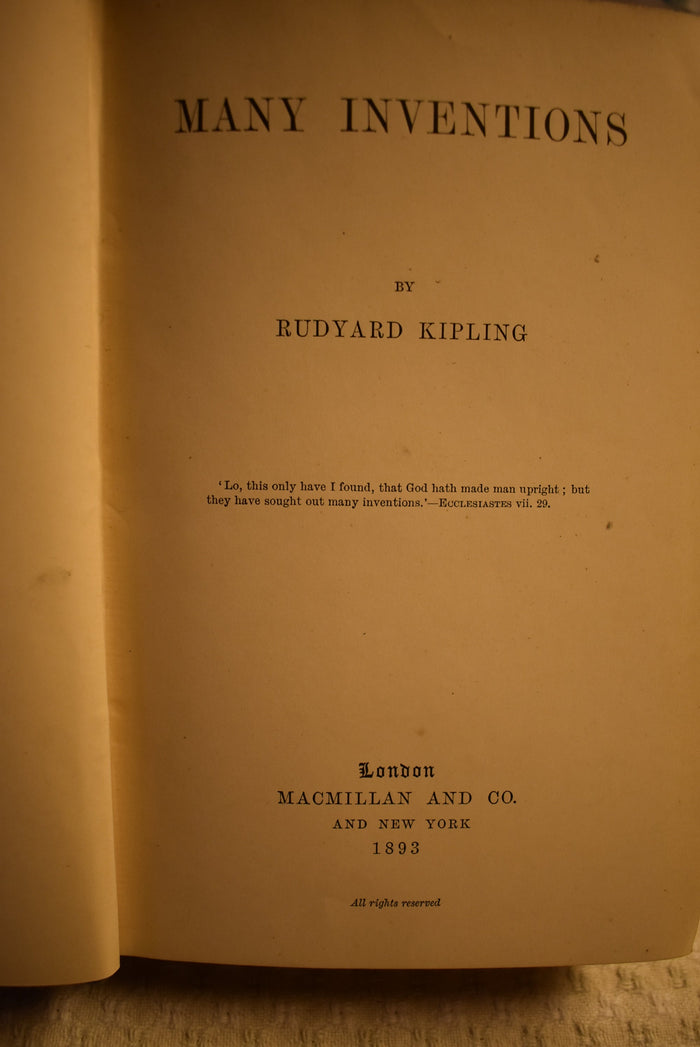 MANY INVENTIONS
BY
RUDYARD KIPLING
‘Lo, this only have I found, that God hath made man upright; but
they have sought out many inventions.’—ECCLESIASTES vii. 29.
London
MACMILLAN AND CO.
AND NEW YORK
1893
All rights reserved